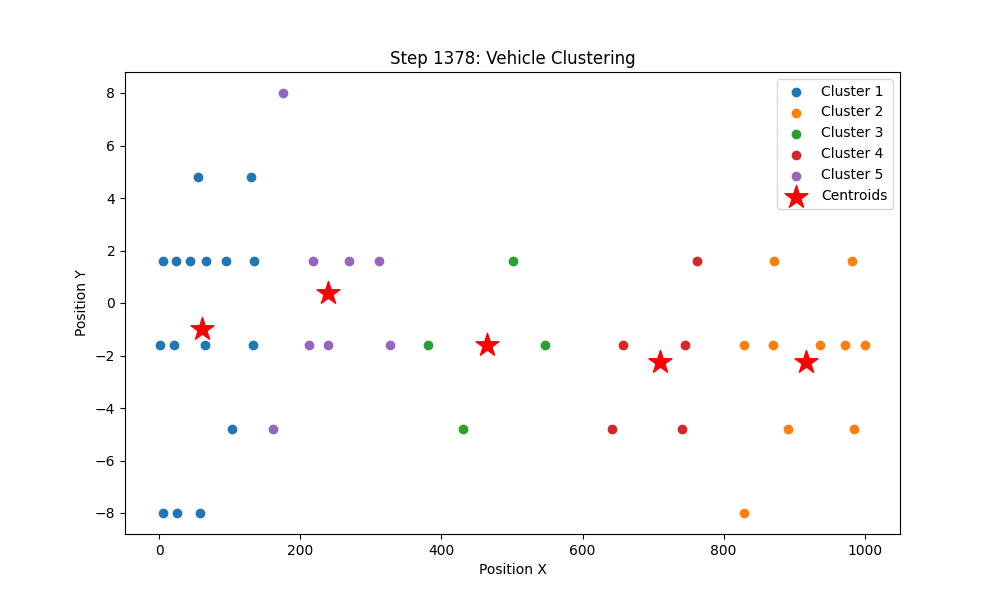 Step 1378: Vehicle Clustering
Cluster 1
Cluster 2
Cluster 3
Cluster 4
Cluster 5
Centroids
Position Y
8
6
4
2
0
−2
−4
−6
−8
0
200
400
600
800
1000
Position X